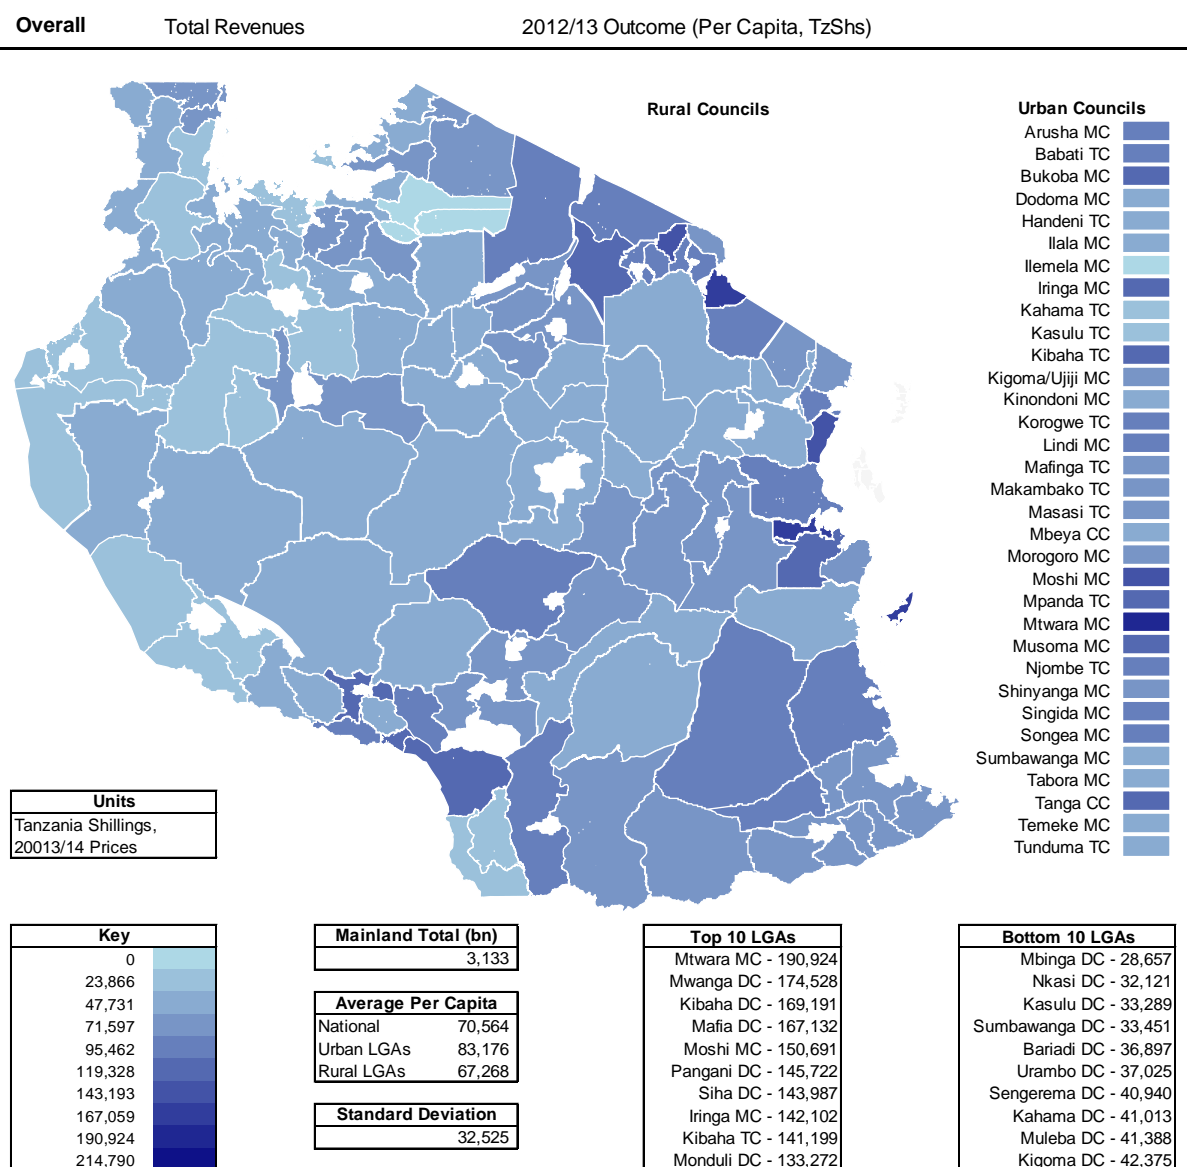 Overall Total Revenues 2012/13 Outcome (Per Capita, TzShs)
Rural Councils
Urban Councils
Arusha MC
Babati TC
Bukoba MC
Dodoma MC
Handeni TC
Ilala MC
Ilemela MC
Iringa MC
Kahama TC
Kasulu TC
Kibaha TC
Kigoma/Ujiji MC
Kinondoni MC
Korogwe TC
Lindi MC
Mafinga TC
Makambako TC
Masasi TC
Mbeya CC
Morogoro MC
Moshi MC
Mpanda TC
Mtwara MC
Musoma MC
Njombe TC
Shinyanga MC
Singida MC
Songea MC
Sumbawanga MC
Tabora MC
Tanga CC
Temeke MC
Tunduma TC
Units
Tanzania Shillings,
20013/14 Prices
Key
0
23,866
47,731
71,597
95,462
119,328
143,193
167,059
190,924
214,790
Mainland Total (bn)
3,133
Average Per Capita
National 70,564
Urban LGAs 83,176
Rural LGAs 67,268
Standard Deviation
32,525
Top 10 LGAs
Mtwara MC - 190,924
Mwanga DC - 174,528
Kibaha DC - 169,191
Mafia DC - 167,132
Moshi MC - 150,691
Pangani DC - 145,722
Siha DC - 143,987
Iringa MC - 142,102
Kibaha TC - 141,199
Monduli DC - 133,272
Bottom 10 LGAs
Mbinga DC - 28,657
Nkasi DC - 32,121
Kasulu DC - 33,289
Sumbawanga DC - 33,451
Bariadi DC - 36,897
Urambo DC - 37,025
Sengerema DC - 40,940
Kahama DC - 41,013
Muleba DC - 41,388
Kigoma DC - 42,375